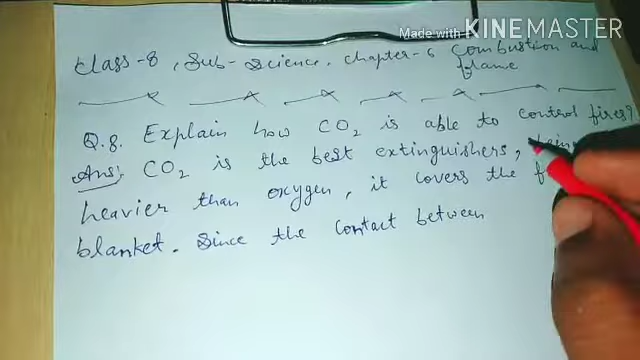 Made with KINEMASTER
Class-8, Sub- Science. chapter-6 Combustion and
flame
Q.8. Explain how CO2 is able to control fires?
Ans: CO2 is the best extinguishers,
heavier than oxygen, it covers the
blanket. Since the contact between